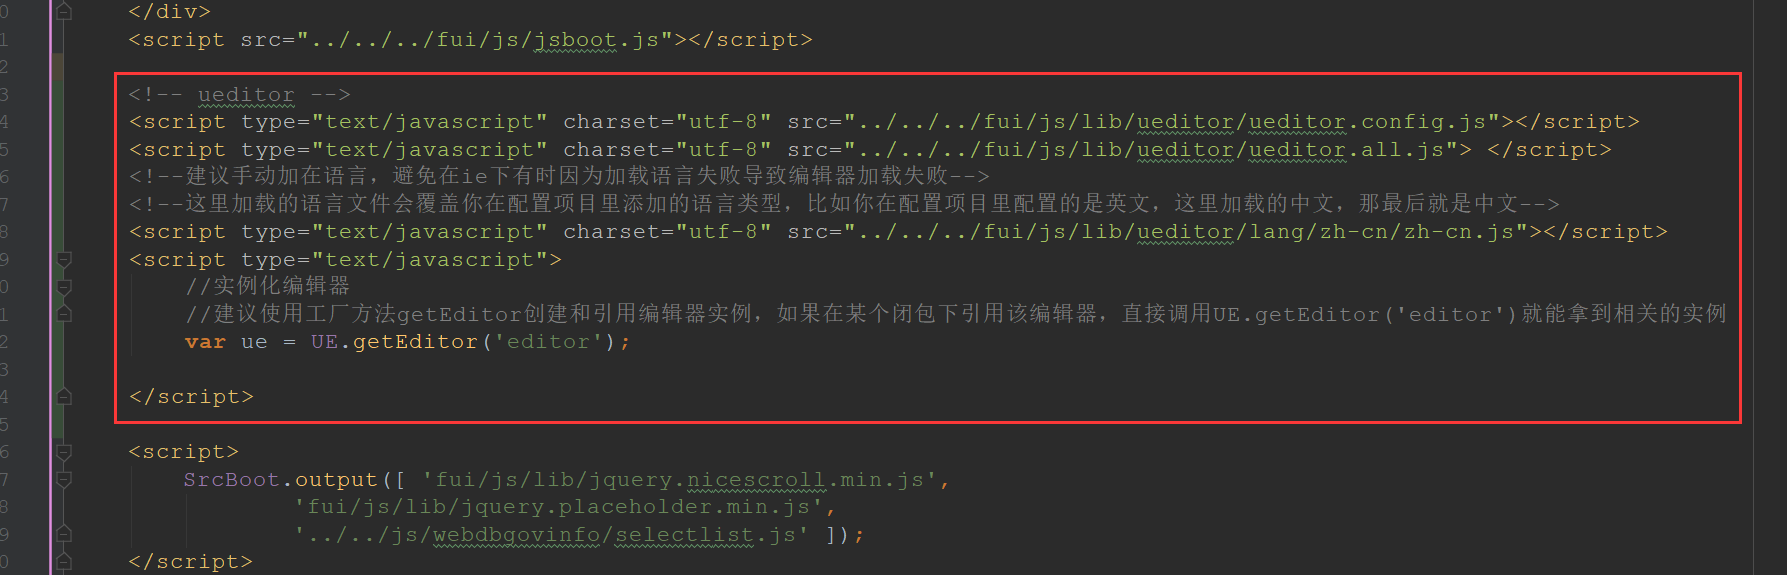 0 </div>
1 <script src="../../../fui/js/jsboot.js"></script>
2
3 <!-- ueditor -->
4 <script type="text/javascript" charset="utf-8" src="../../../fui/js/lib/ueditor/ueditor.config.js"></script>
5 <script type="text/javascript" charset="utf-8" src="../../../fui/js/lib/ueditor/ueditor.all.js"> </script>
6 <!--建议手动加在语言，避免在ie下有时因为加载语言失败导致编辑器加载失败-->
7 <!--这里加载的语言文件会覆盖你在配置项目里添加的语言类型，比如你在配置项目里配置的是英文，这里加载的中文，那最后就是中文-->
8 <script type="text/javascript" charset="utf-8" src="../../../fui/js/lib/ueditor/lang/zh-cn/zh-cn.js"></script>
9 <script type="text/javascript">
0 //实例化编辑器
1 //建议使用工厂方法getEditor创建和引用编辑器实例，如果在某个闭包下引用该编辑器，直接调用UE.getEditor('editor')就能拿到相关的实例
2 var ue = UE.getEditor('editor');
3
4 </script>
5
6 <script>
7 SrcBoot.output([ 'fui/js/lib/jquery.nicescroll.min.js',
8 'fui/js/lib/jquery.placeholder.min.js',
9 '../../js/webdbgovinfo/selectlist.js' ]);
0 </script>